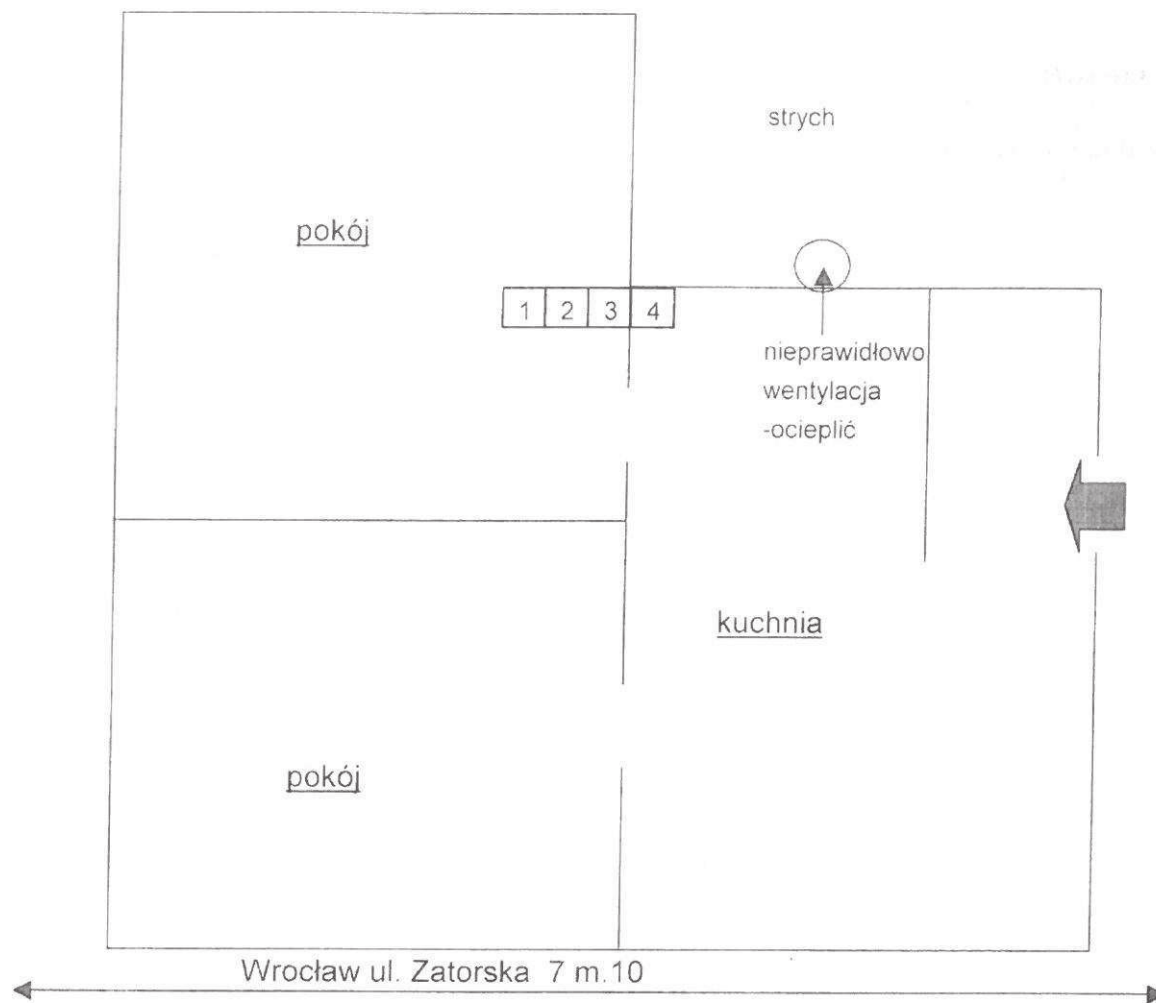 strych
pokój
1 2 3 4
nieprawidłowo
wentylacja
-ocieplić
kuchnia
pokój
Wrocław ul. Zatorska 7 m.10